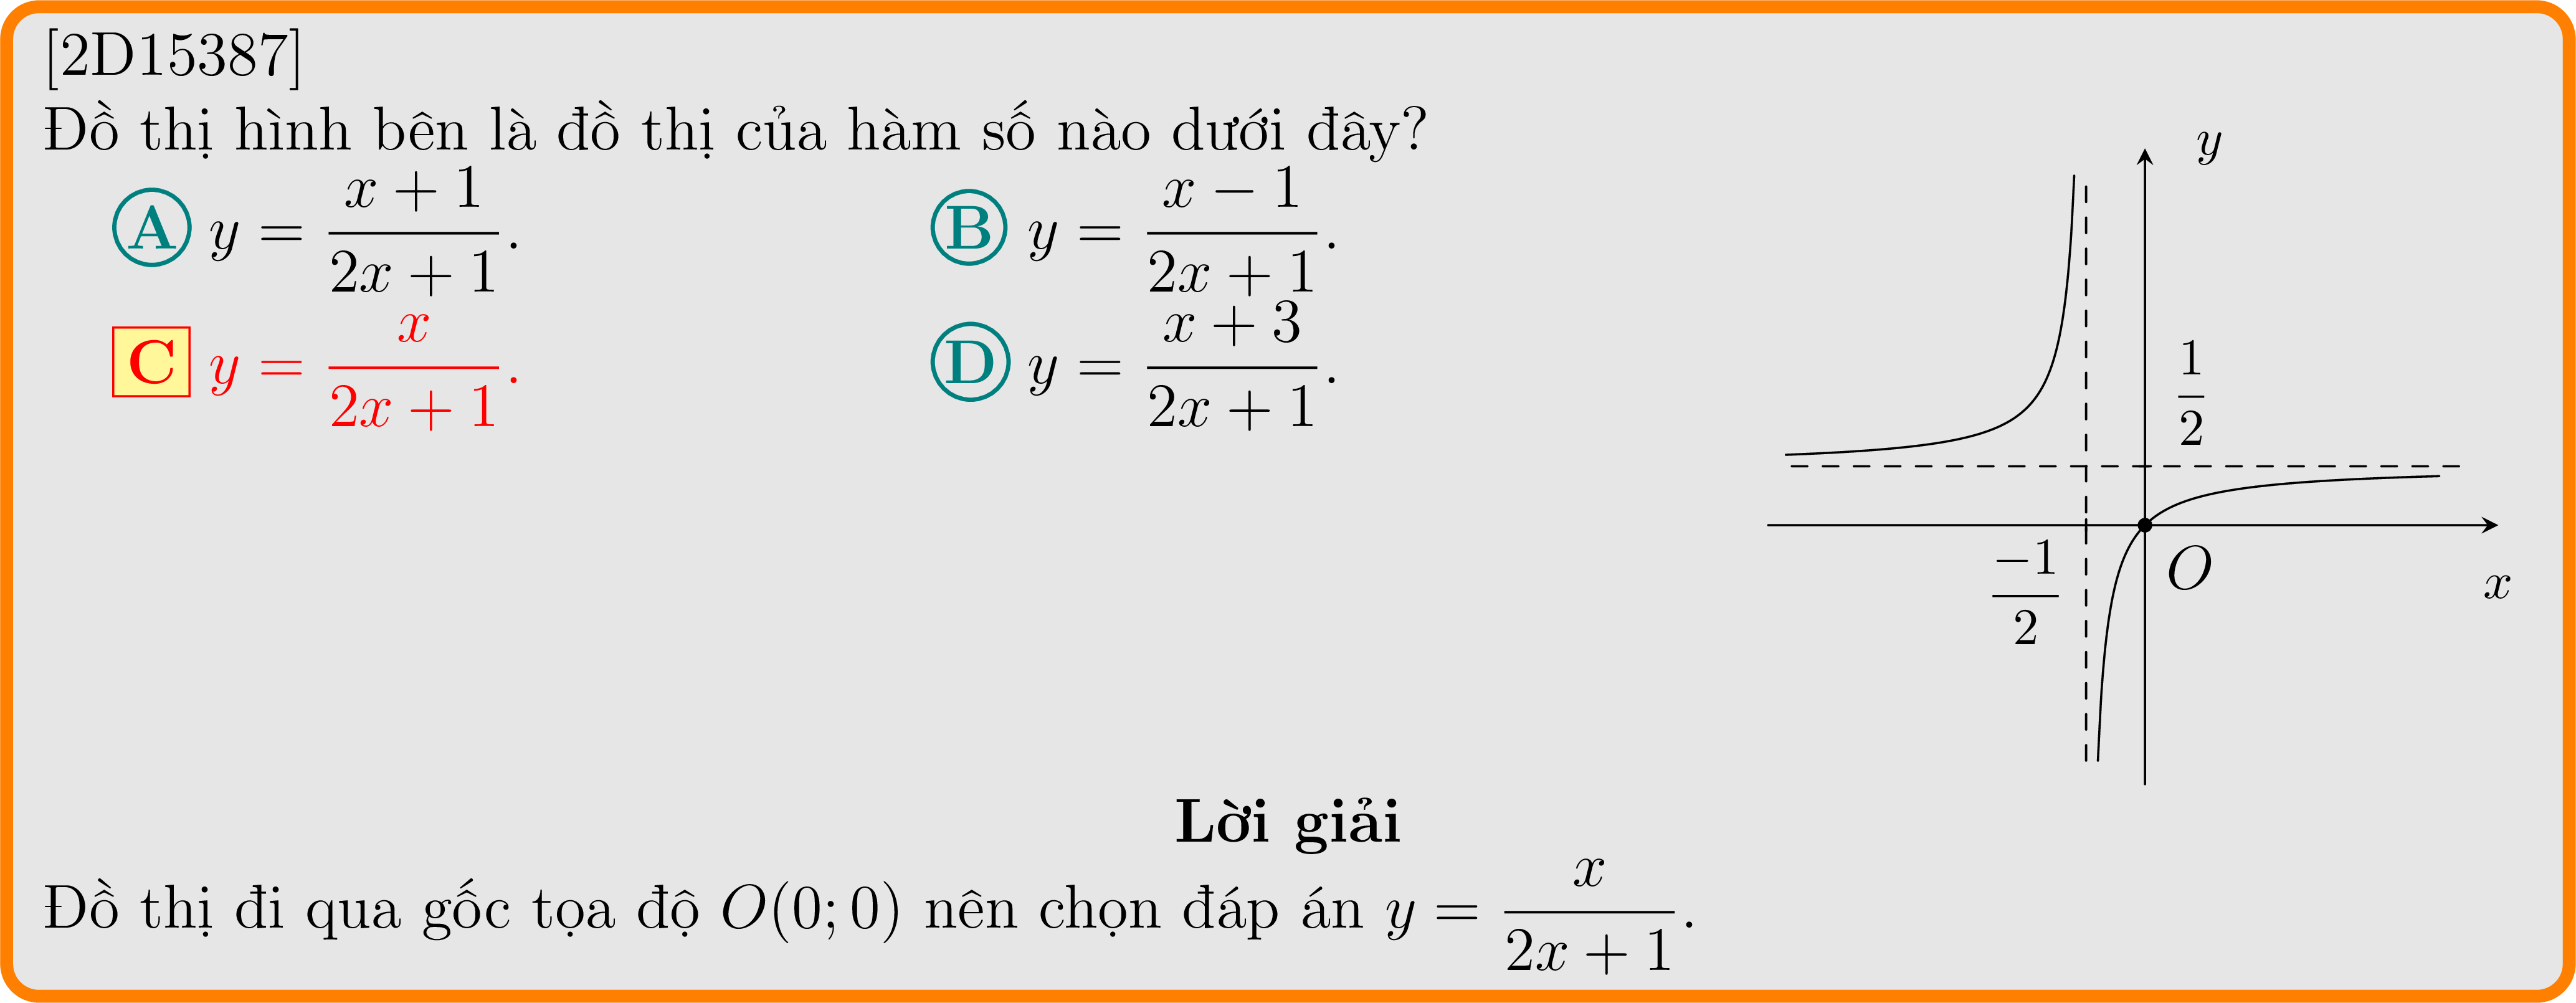 [2D15387]
Đồ thị hình bên là đồ thị của hàm số nào dưới đây?
A y = \frac{x+1}{2x+1}. B y = \frac{x-1}{2x+1}.
C y = \frac{x}{2x+1}. D y = \frac{x+3}{2x+1}.
y
\frac{1}{2}
\frac{-1}{2}
O
x
Lời giải
Đồ thị đi qua gốc tọa độ O(0; 0) nên chọn đáp án y = \frac{x}{2x+1}.